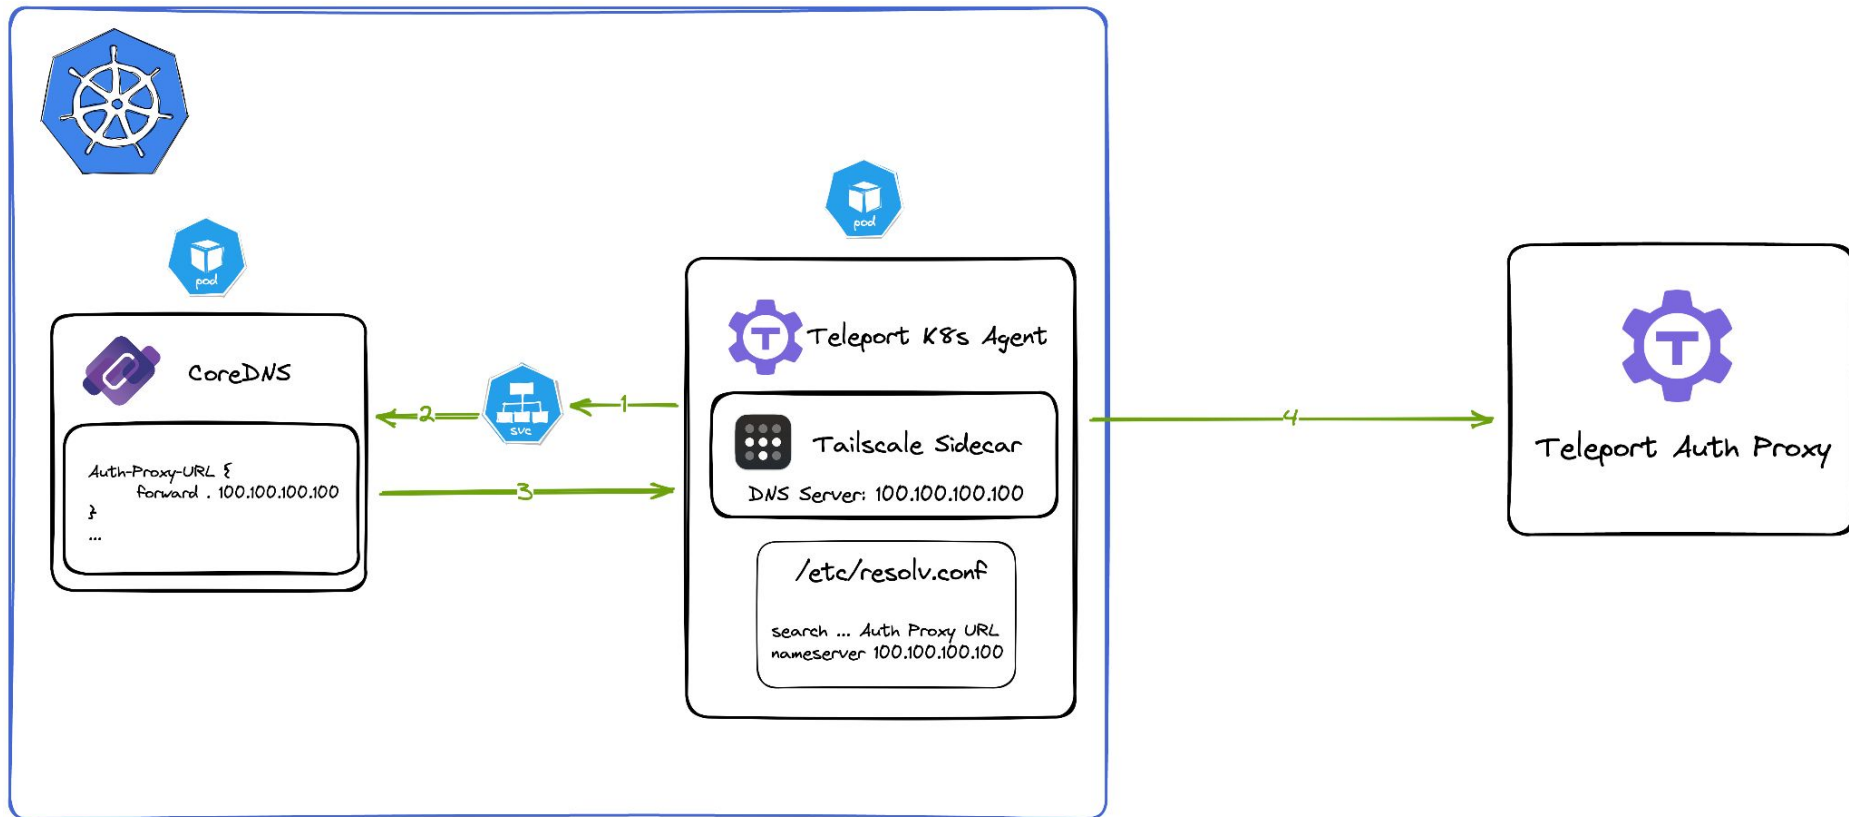 pod
pod
CoreDNS
Auth-Proxy-URL {
forward . 100.100.100.100
}
...
2
svc
1
3
T
Teleport K8s Agent
Tailscale Sidecar
DNS Server: 100.100.100.100
/etc/resolv.conf
search ... Auth Proxy URL
nameserver 100.100.100.100
4
T
Teleport Auth Proxy